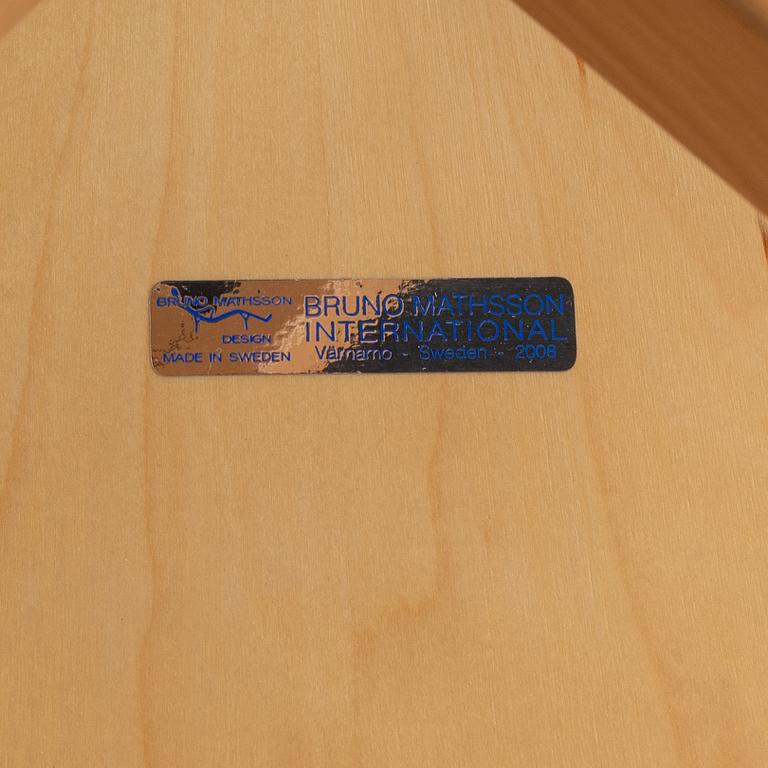 BRUNO MATHSSON
DESIGN
MADE IN SWEDEN
BRUNO MATHSSON
INTERNATIONAL
Värnamo - Sweden - 2008